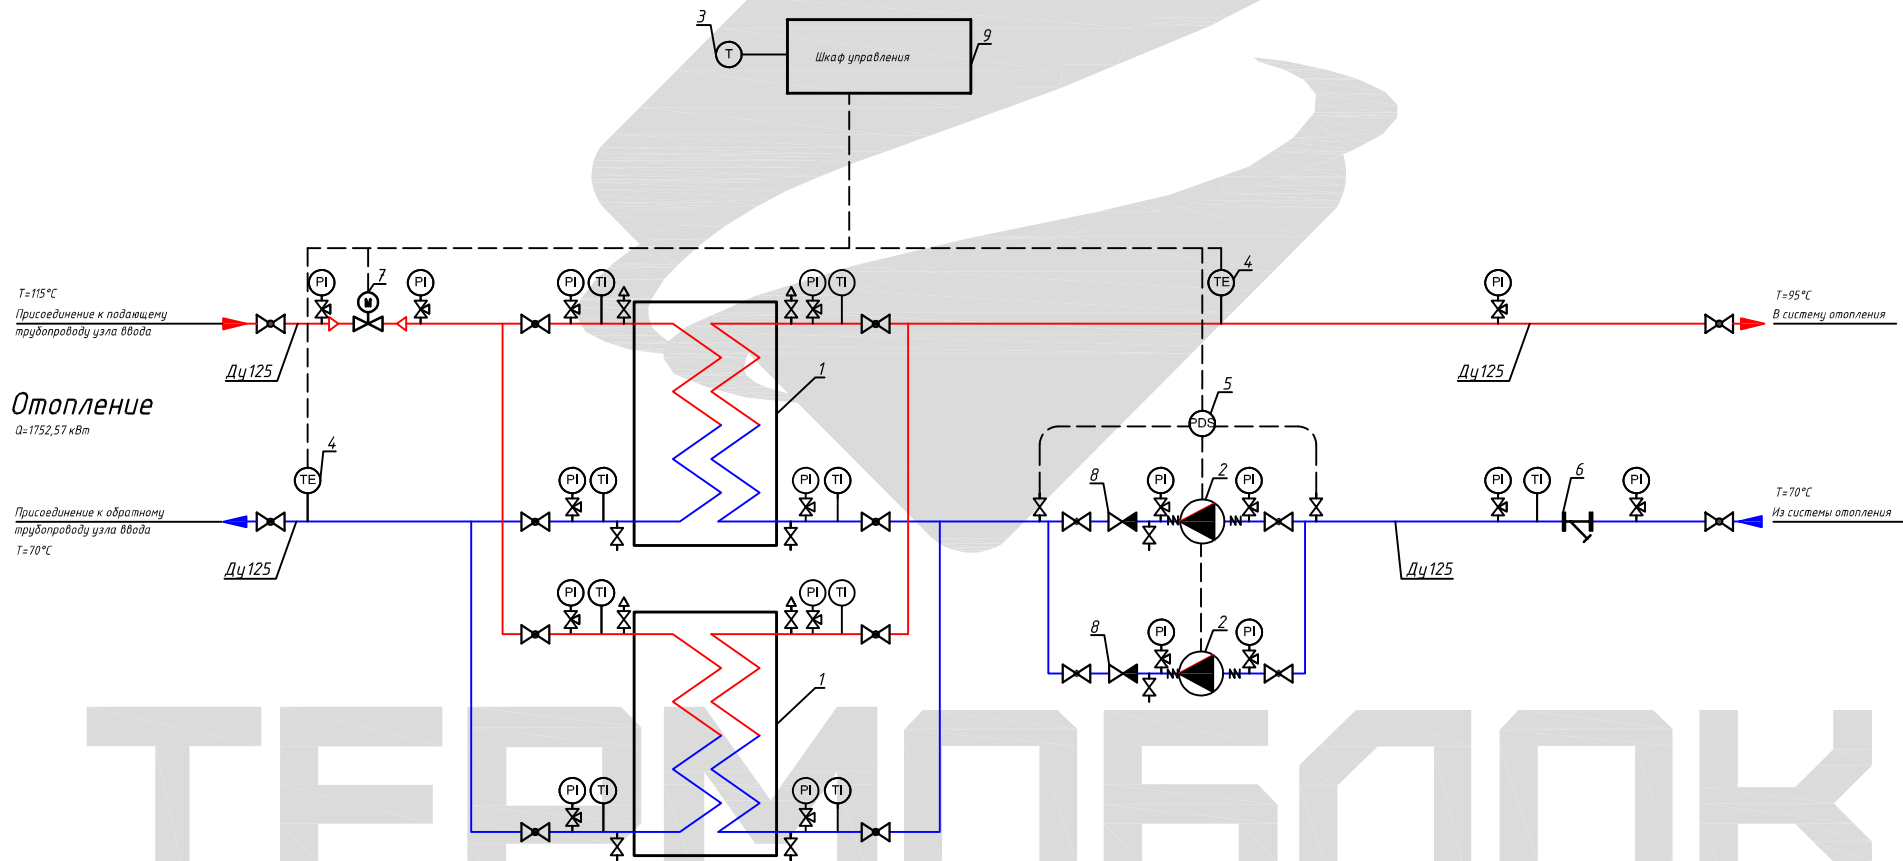 3
T
Шкаф управления
9
7
4
PI
PI
PI
TI
PI
TI
TE
PI
T=115°C
Присоединение к подающему
трубопроводу узла ввода
T=95°C
В систему отопления
M
Ду125
1
Ду125
5
Отопление
Q=1752,57 кВт
PDS
4
TE
PI
TI
PI
TI
8
PI
2
PI
PI
TI
6
PI
Присоединение к обратному
трубопроводу узла ввода
T=70°C
T=70°C
Из системы отопления
Ду125
Ду125
PI
TI
PI
TI
8
PI
2
PI
1
PI
TI
PI
TI
ТЕРМОБЛОК